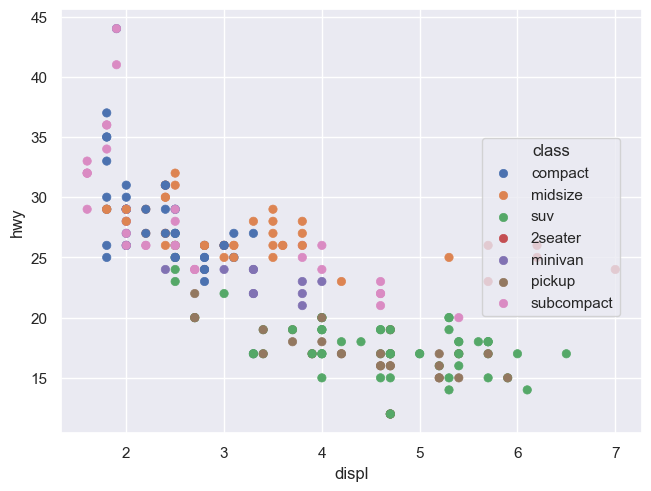 45
40
35
30
25
20
15
hwy
2
3
4
5
6
7
displ
class
compact
midsize
suv
2seater
minivan
pickup
subcompact